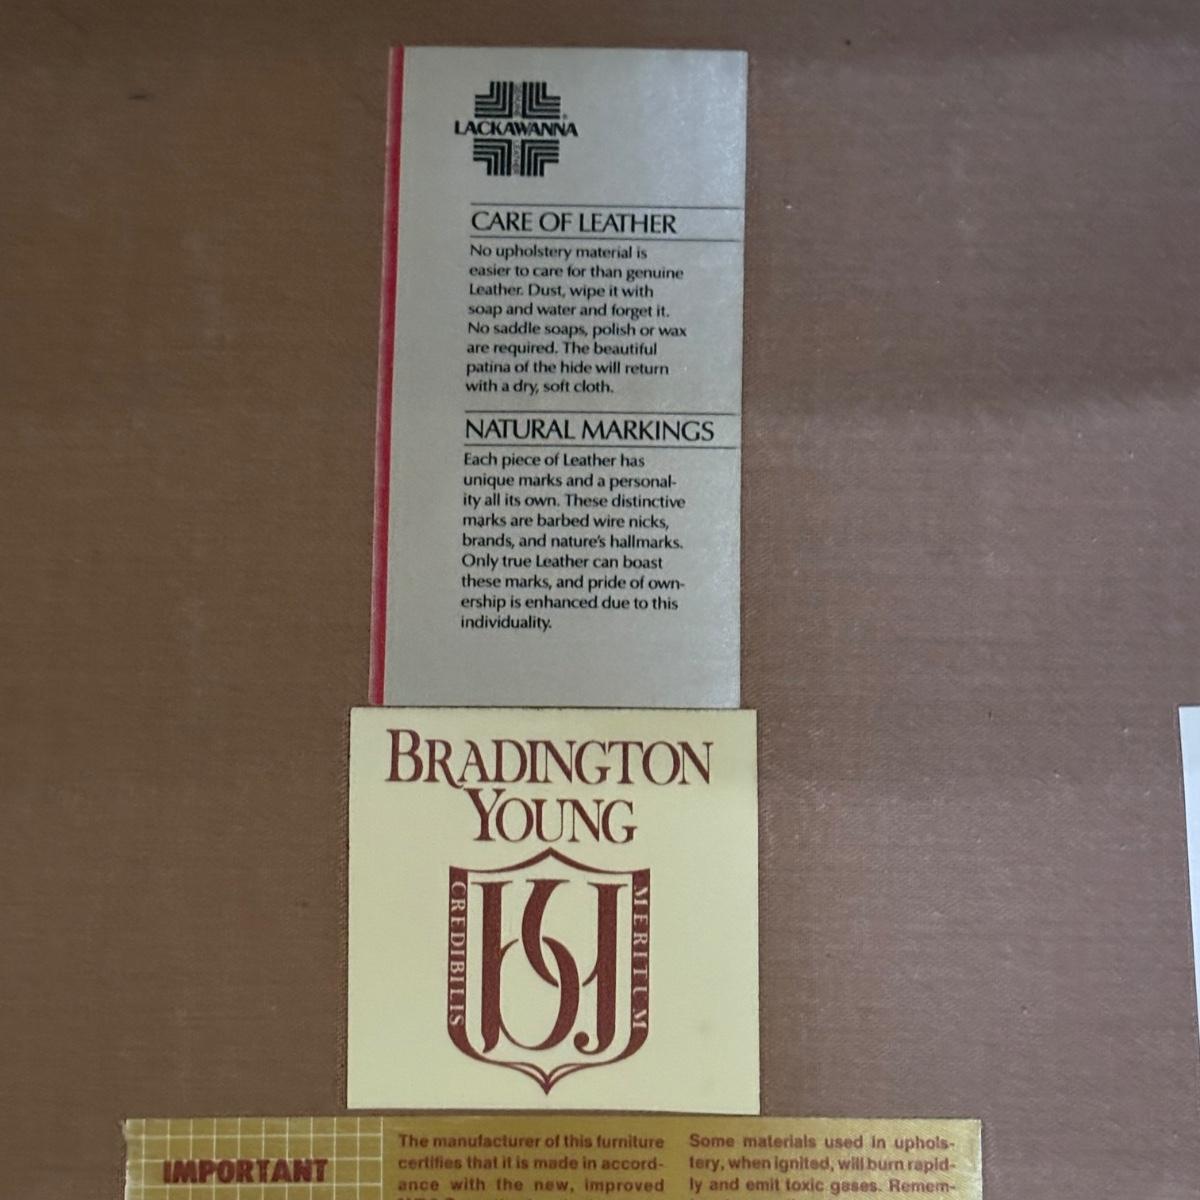 LACKAWANNA
CARE OF LEATHER
No upholstery material is
easier to care for than genuine
Leather. Dust, wipe it with
soap and water and forget it.
No saddle soaps, polish or wax
are required. The beautiful
patina of the hide will return
with a dry, soft cloth.
NATURAL MARKINGS
Each piece of Leather has
unique marks and a personal-
ity all its own. These distinctive
marks are barbed wire nicks,
brands, and nature's hallmarks.
Only true Leather can boast
these marks, and pride of own-
ership is enhanced due to this
individuality.
BRADINGTON
YOUNG
CREDIBILIS
MERITUM
IMPORTANT
The manufacturer of this furniture
certifies that it is made in accord-
ance with the new, improved
Some materials used in uphols-
tery, when ignited, will burn rapid-
ly and emit toxic gases. Remem-